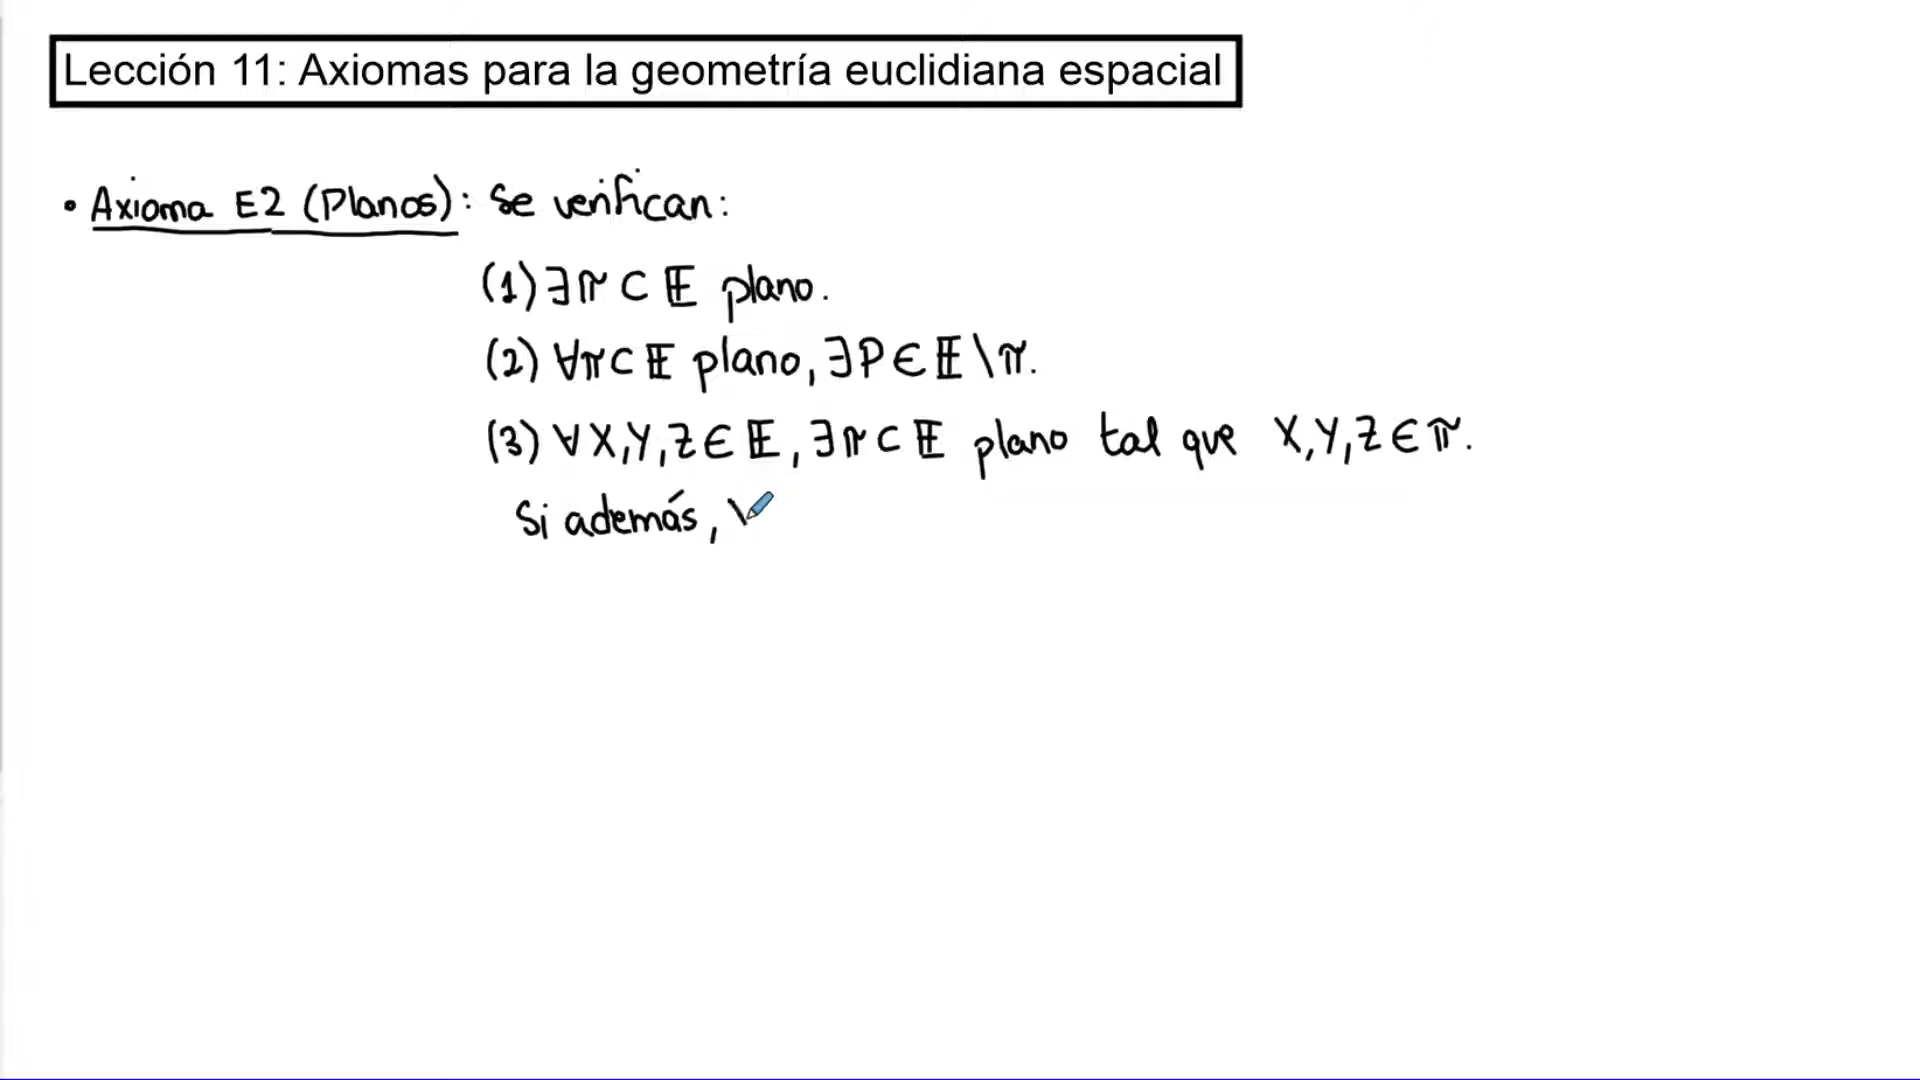 Lección 11: Axiomas para la geometría euclidiana espacial
• Axioma E2 (Planos): Se verifican:
(1) ∃ π ⊂ 𝔼 plano.
(2) ∀π ⊂ 𝔼 plano, ∃P ∈ 𝔼 \ π.
(3) ∀ X, Y, Z ∈ 𝔼, ∃ π ⊂ 𝔼 plano tal que X, Y, Z ∈ π.
Si además,